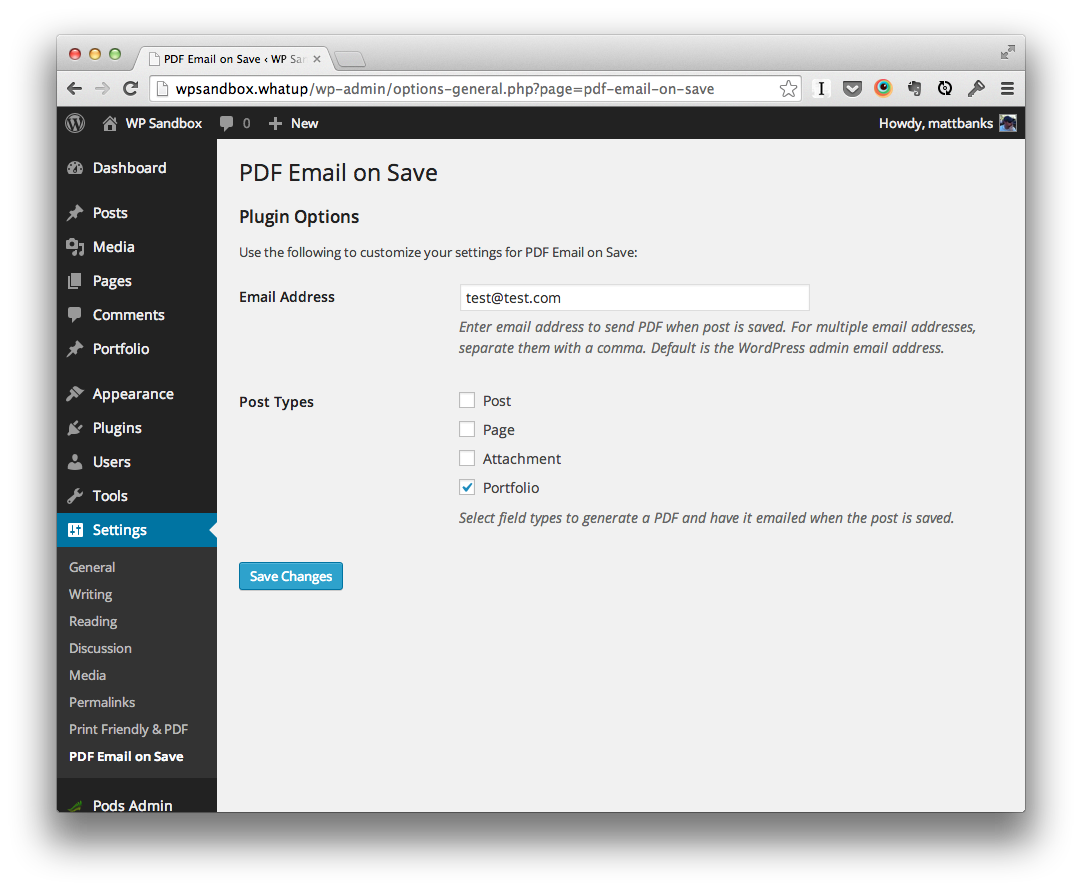 PDF Email on Save ‹ WP Sa
wpsandbox.whatup/wp-admin/options-general.php?page=pdf-email-on-save
WP Sandbox 0 New Howdy, mattbanks
Dashboard
Posts
Media
Pages
Comments
Portfolio
Appearance
Plugins
Users
Tools
Settings
General
Writing
Reading
Discussion
Media
Permalinks
Print Friendly & PDF
PDF Email on Save
Pods Admin
PDF Email on Save
Plugin Options
Use the following to customize your settings for PDF Email on Save:
Email Address test@test.com
Enter email address to send PDF when post is saved. For multiple email addresses,
separate them with a comma. Default is the WordPress admin email address.
Post Types Post
Page
Attachment
Portfolio
Select field types to generate a PDF and have it emailed when the post is saved.
Save Changes